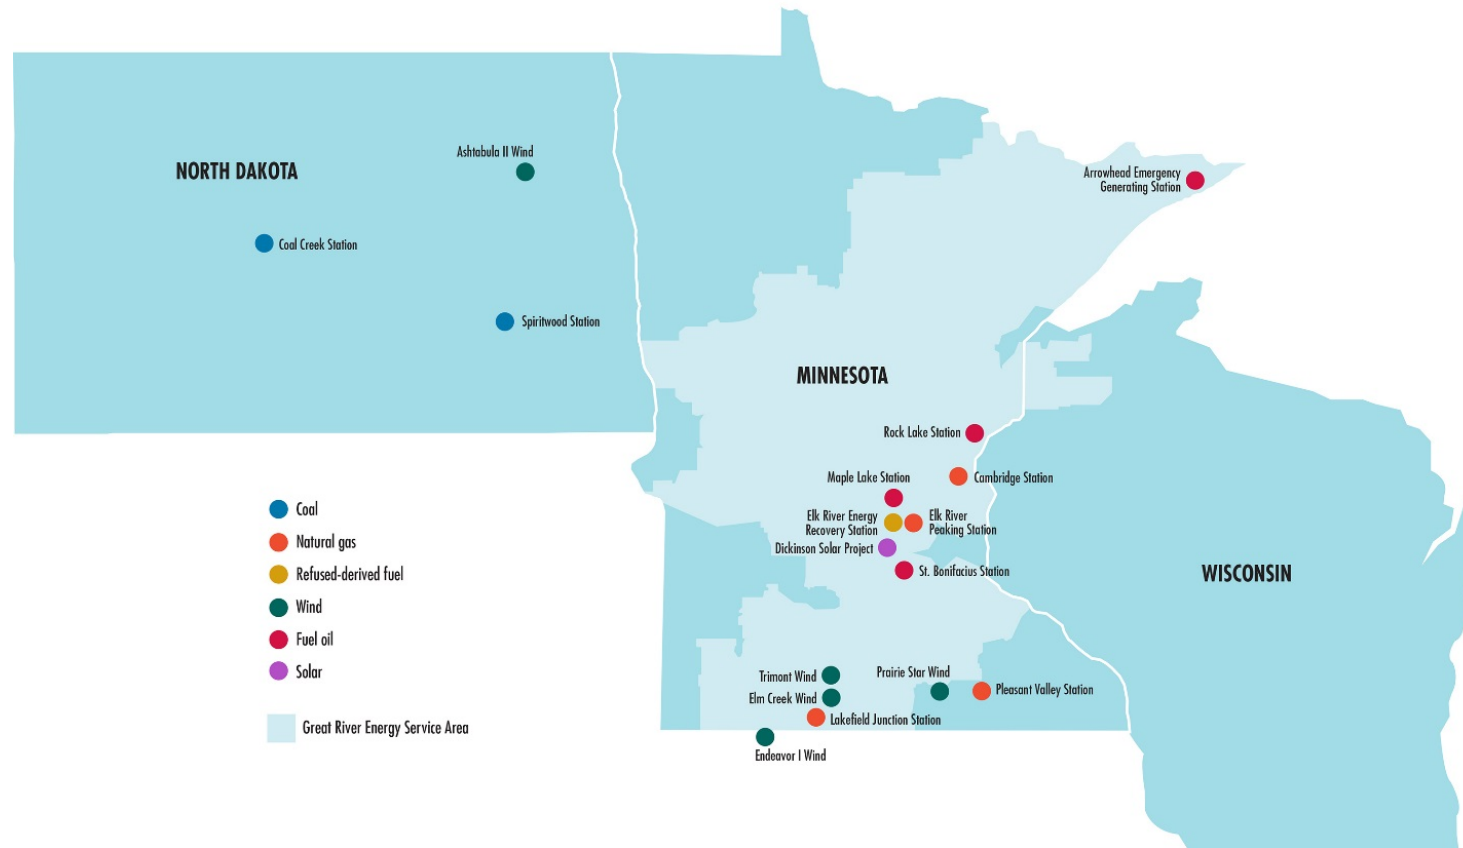 NORTH DAKOTA
Ashtabula II Wind
Coal Creek Station
Spiritwood Station
Arrowhead Emergency
Generating Station
MINNESOTA
Rock Lake Station
Maple Lake Station
Cambridge Station
Elk River Energy
Recovery Station
Elk River
Peaking Station
Dickinson Solar Project
St. Bonifacius Station
WISCONSIN
Trimont Wind
Prairie Star Wind
Elm Creek Wind
Pleasant Valley Station
Lakefield Junction Station
Endeavor I Wind
Coal
Natural gas
Refused-derived fuel
Wind
Fuel oil
Solar
Great River Energy Service Area